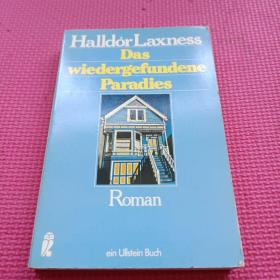 Halldór Laxness
Das
wiedergefundene
Paradies
Roman
ein Ullstein Buch